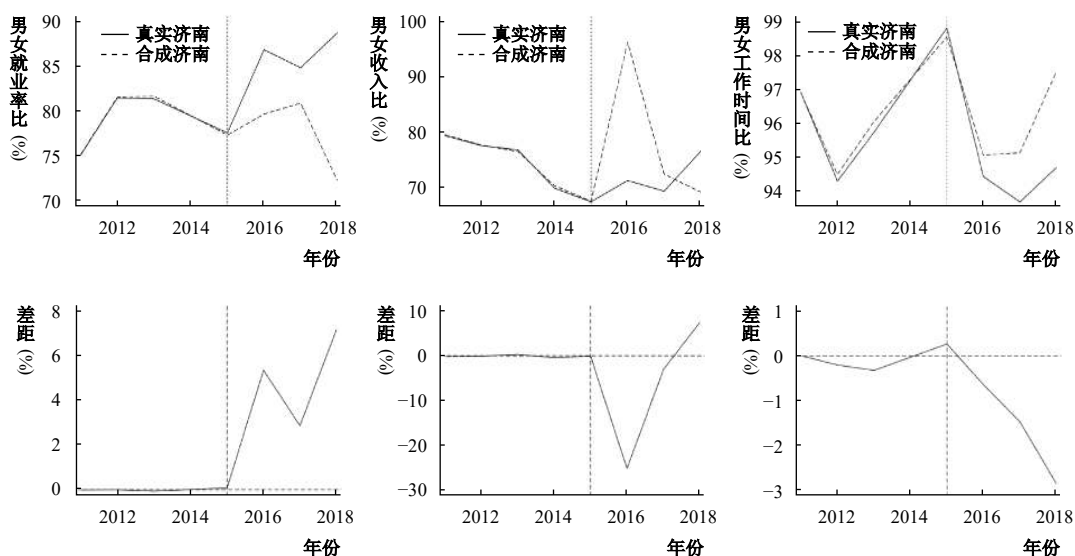 男女就业率比 (%)
90
85
80
75
70
真实济南
合成济南
2012 2014 2016 2018
年份
男女收入比 (%)
100
90
80
70
真实济南
合成济南
2012 2014 2016 2018
年份
男女工作时间比 (%)
99
98
97
96
95
94
真实济南
合成济南
2012 2014 2016 2018
年份
差距 (%)
8
6
4
2
0
2012 2014 2016 2018
年份
差距 (%)
10
0
−10
−20
−30
2012 2014 2016 2018
年份
差距 (%)
1
0
−1
−2
−3
2012 2014 2016 2018
年份